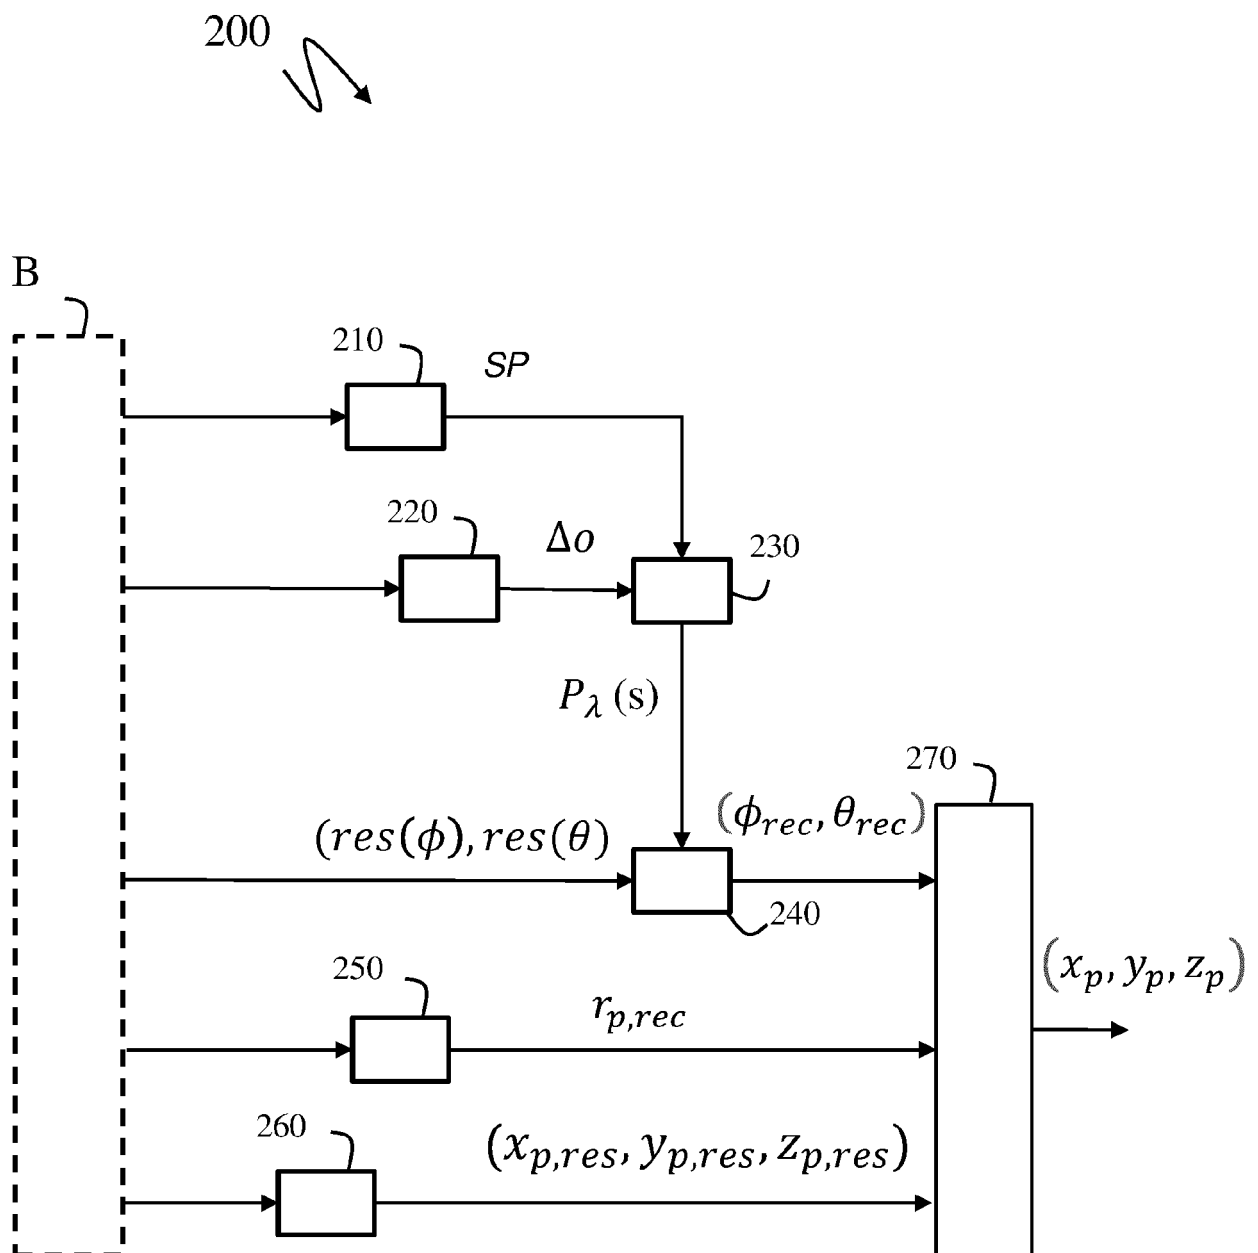 200
B
210
SP
220
Δo
230
P_λ (s)
270
(ϕ_rec, θ_rec)
(res(ϕ), res(θ)
240
(x_p, y_p, z_p)
250
r_p,rec
260
(x_p,res, y_p,res, z_p,res)